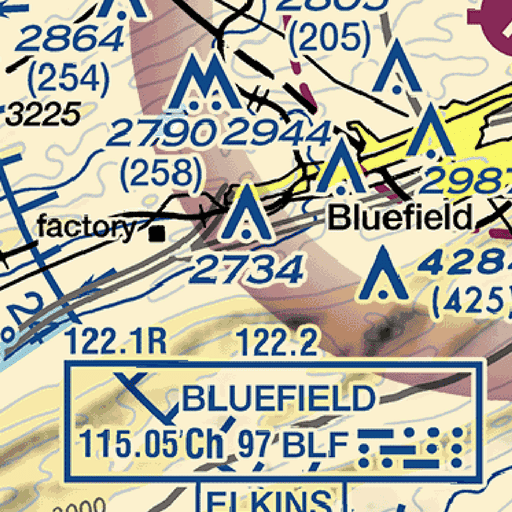 2864
(254)
2805
(205)
3225
2790
(258)
2944
2987
factory
Bluefield
2734
4284
(425)
122.1R
122.2
BLUEFIELD
115.05 Ch 97 BLF
ELKINS
3000